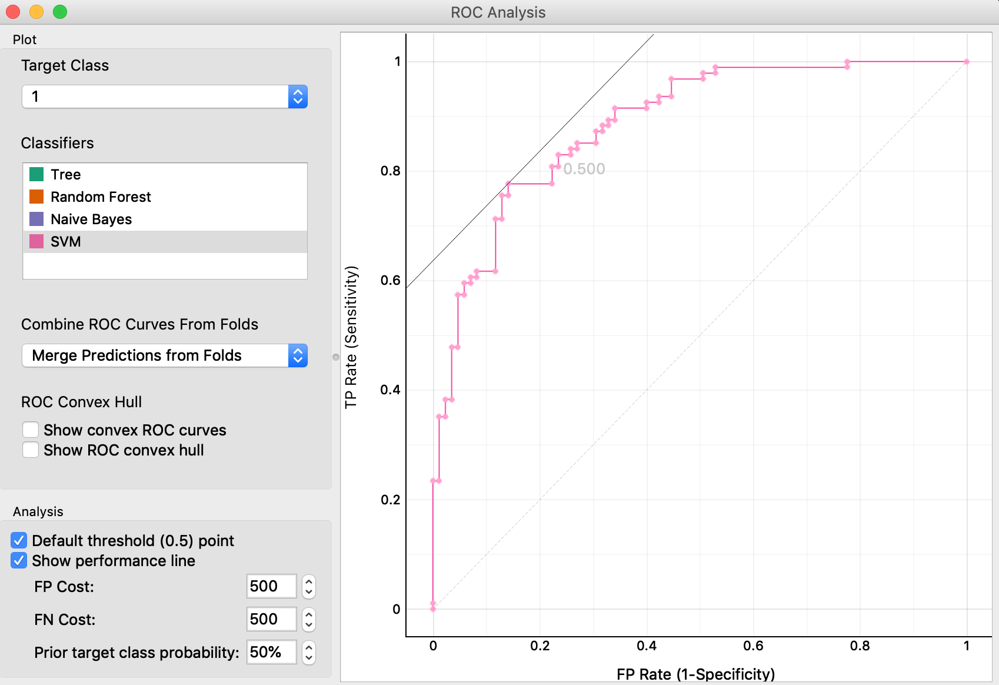 ROC Analysis
Plot
Target Class
1
Classifiers
Tree
Random Forest
Naive Bayes
SVM
Combine ROC Curves From Folds
Merge Predictions from Folds
ROC Convex Hull
Show convex ROC curves
Show ROC convex hull
Analysis
Default threshold (0.5) point
Show performance line
FP Cost: 500
FN Cost: 500
Prior target class probability: 50%
TP Rate (Sensitivity)
1
0.8
0.6
0.4
0.2
0
0.500
0 0.2 0.4 0.6 0.8 1
FP Rate (1-Specificity)